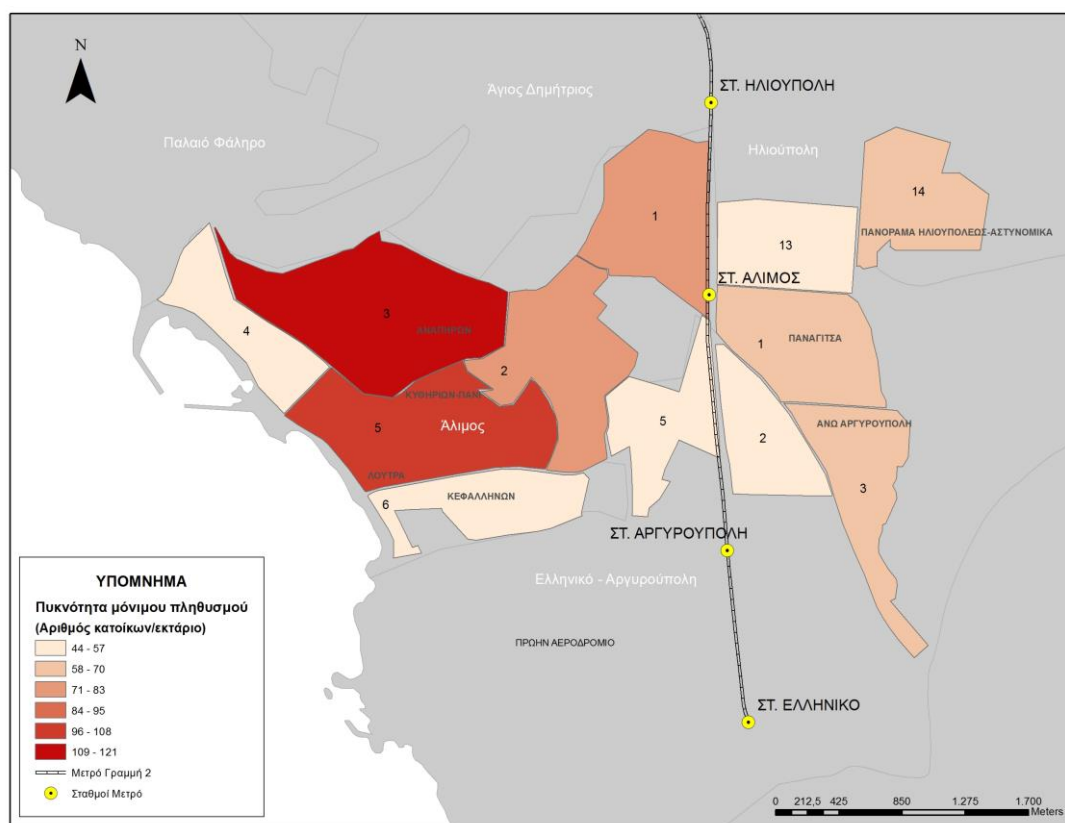 N
ΣΤ. ΗΛΙΟΥΠΟΛΗ
Άγιος Δημήτριος
Παλαιό Φάληρο
Ηλιούπολη
14
1
ΠΑΝΟΡΑΜΑ ΗΛΙΟΥΠΟΛΕΩΣ-ΑΣΤΥΝΟΜΙΚΑ
13
ΣΤ. ΑΛΙΜΟΣ
3
ΑΝΑΠΗΡΩΝ
4
1
ΠΑΝΑΓΙΤΣΑ
2
ΚΥΘΗΡΙΩΝ-ΠΑΝΙ
5
Άλιμος
5
2
ΑΝΩ ΑΡΓΥΡΟΥΠΟΛΗ
ΛΟΥΤΡΑ
3
6
ΚΕΦΑΛΛΗΝΩΝ
ΣΤ. ΑΡΓΥΡΟΥΠΟΛΗ
Ελληνικό - Αργυρούπολη
ΠΡΩΗΝ ΑΕΡΟΔΡΟΜΙΟ
ΣΤ. ΕΛΛΗΝΙΚΟ
ΥΠΟΜΝΗΜΑ
Πυκνότητα μόνιμου πληθυσμού
(Αριθμός κατοίκων/εκτάριο)
44 - 57
58 - 70
71 - 83
84 - 95
96 - 108
109 - 121
Μετρό Γραμμή 2
Σταθμοί Μετρό
0 212,5 425 850 1.275 1.700
Meters